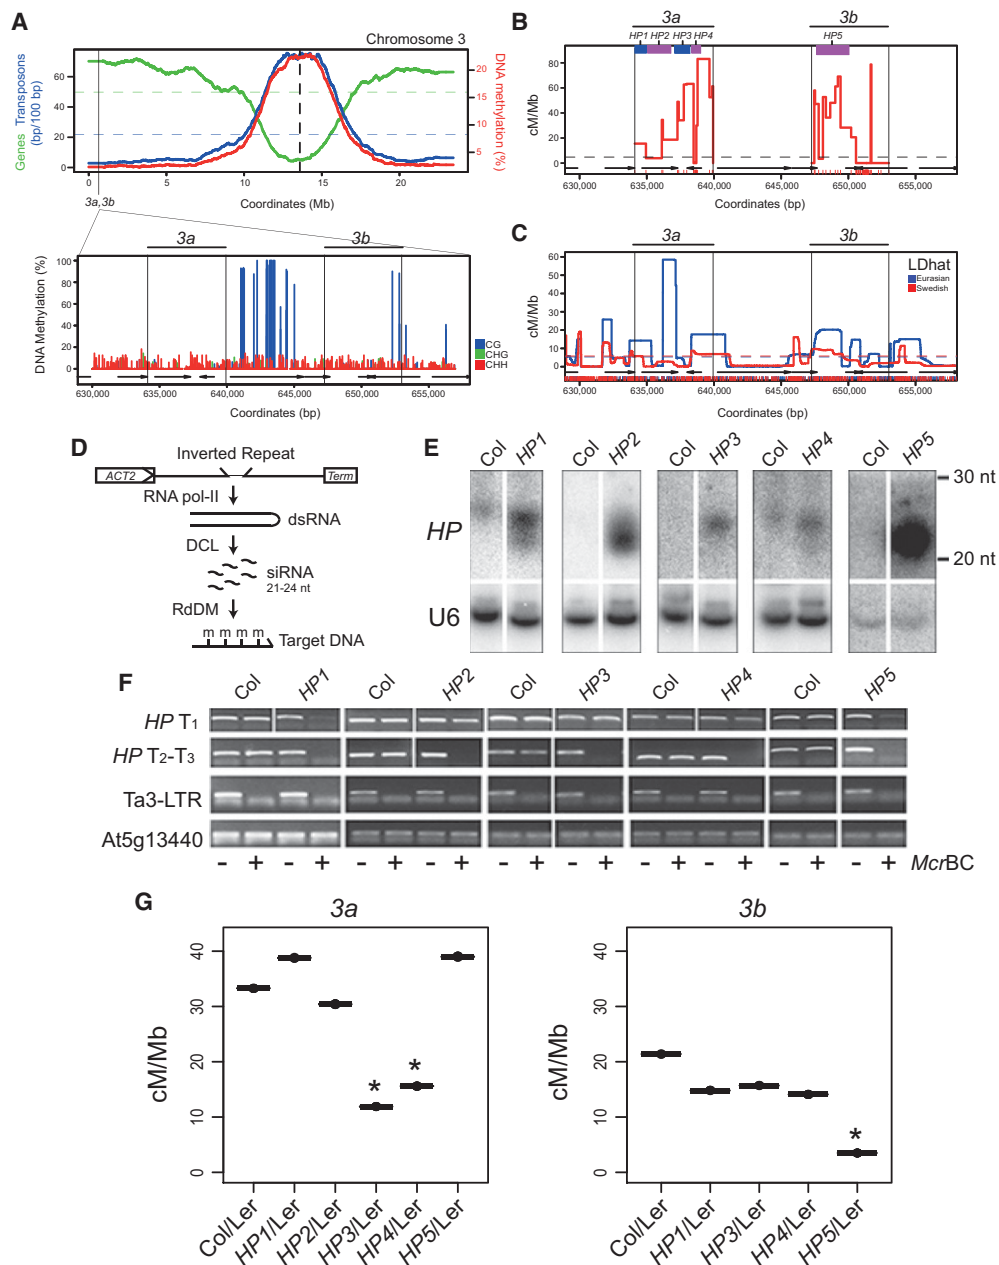 A
Chromosome 3
Genes Transposons
(bp/100 bp)
60
40
20
0
DNA methylation
(%)
20
15
10
5
0 5 10 15 20
3a,3b
Coordinates (Mb)
3a 3b
DNA Methylation (%)
100
80
60
40
20
0
CG
CHG
CHH
630,000 635,000 640,000 645,000 650,000 655,000
Coordinates (bp)
B
3a 3b
HP1 HP2 HP3 HP4 HP5
cM/Mb
80
60
40
20
0
630,000 635,000 640,000 645,000 650,000 655,000
Coordinates (bp)
C
3a 3b
LDhat
Eurasian
Swedish
cM/Mb
60
50
40
30
20
10
0
630,000 635,000 640,000 645,000 650,000 655,000
Coordinates (bp)
D
Inverted Repeat
ACT2 Term
RNA pol-II
dsRNA
DCL
siRNA
21-24 nt
RdDM
m m m m
Target DNA
E
Col HP1 Col HP2 Col HP3 Col HP4 Col HP5
30 nt
HP
20 nt
U6
F
Col HP1 Col HP2 Col HP3 Col HP4 Col HP5
HP T1
HP T2-T3
Ta3-LTR
At5g13440
- + - + - + - + - + - + - + - + - + - + McrBC
G
3a
cM/Mb
40
30
20
10
0
* *
Col/Ler HP1/Ler HP2/Ler HP3/Ler HP4/Ler HP5/Ler
3b
cM/Mb
40
30
20
10
0
*
Col/Ler HP1/Ler HP3/Ler HP4/Ler HP5/Ler